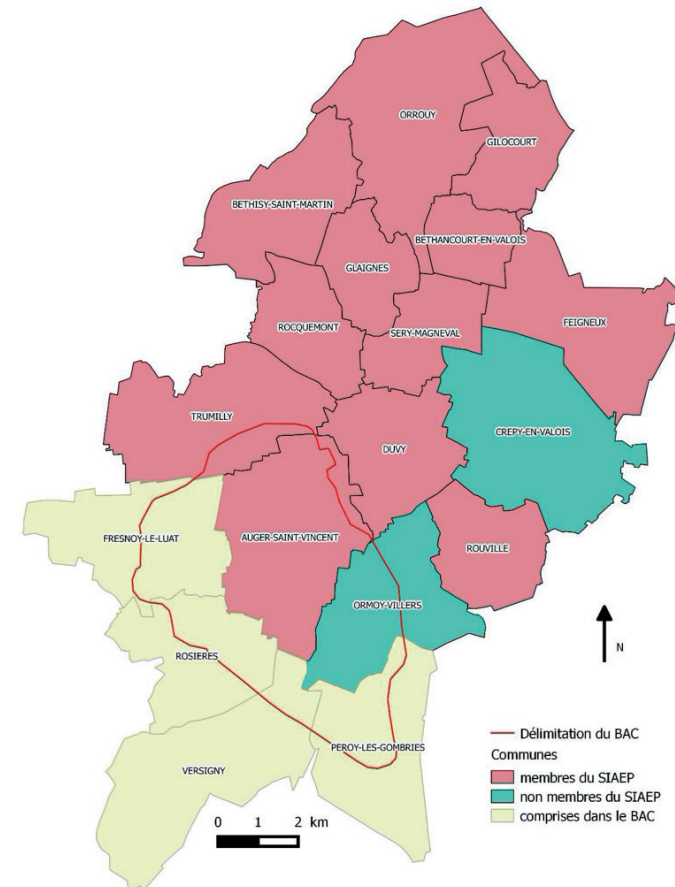 ORROUY
GILOCOURT
BETHISY-SAINT-MARTIN
BETHANCOURT-EN-VALOIS
GLAIGNES
FEIGNEUX
ROCQUEMONT
SERY-MAGNEVAL
TRUMILLY
CREPY-EN-VALOIS
DUVY
FRESNOY-LE-LUAT
AUGER-SAINT-VINCENT
ROUVILLE
ORMOY-VILLERS
N
ROSIERES
PEROY-LES-GOMBRIES
VERSIGNY
0 1 2 km
Délimitation du BAC
Communes
membres du SIAEP
non membres du SIAEP
comprises dans le BAC